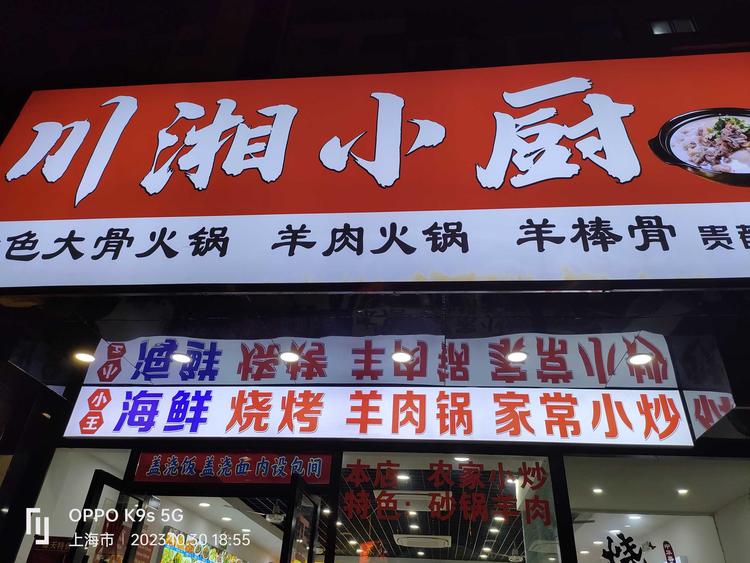 川湘小厨
色大骨火锅 羊肉火锅 羊棒骨 贵
小王 海鲜 烧烤 羊肉锅 家常小炒
盖浇饭 盖浇面 内设包间
本店 农家小炒
特色：砂锅羊肉
烧
OPPO K9s 5G
上海市 2023.10.30 18:55